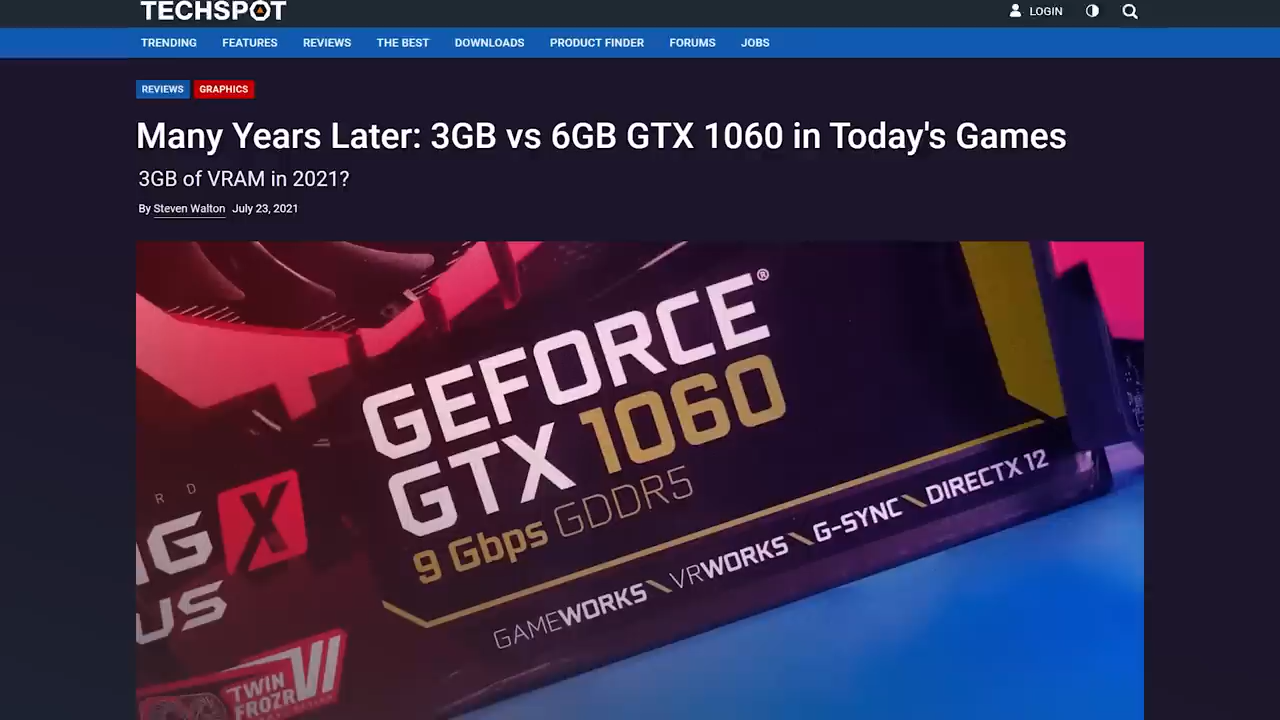 TECHSPOT
LOGIN
TRENDING FEATURES REVIEWS THE BEST DOWNLOADS PRODUCT FINDER FORUMS JOBS
REVIEWS GRAPHICS
Many Years Later: 3GB vs 6GB GTX 1060 in Today's Games
3GB of VRAM in 2021?
By Steven Walton July 23, 2021
GEFORCE®
GTX 1060
9 Gbps GDDR5
GAMEWORKS VRWORKS G-SYNC DIRECTX 12
R D
NG X
US
TWIN
FROZR VI